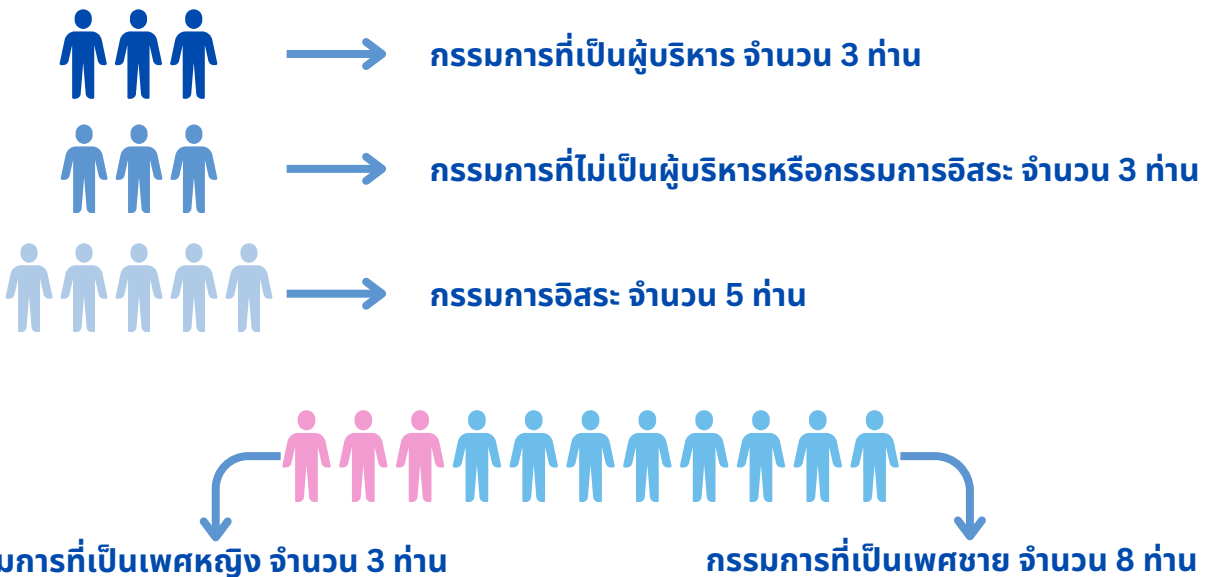 กรรมการที่เป็นผู้บริหาร จำนวน 3 ท่าน
กรรมการที่ไม่เป็นผู้บริหารหรือกรรมการอิสระ จำนวน 3 ท่าน
กรรมการอิสระ จำนวน 5 ท่าน
มการที่เป็นเพศหญิง จำนวน 3 ท่าน
กรรมการที่เป็นเพศชาย จำนวน 8 ท่าน